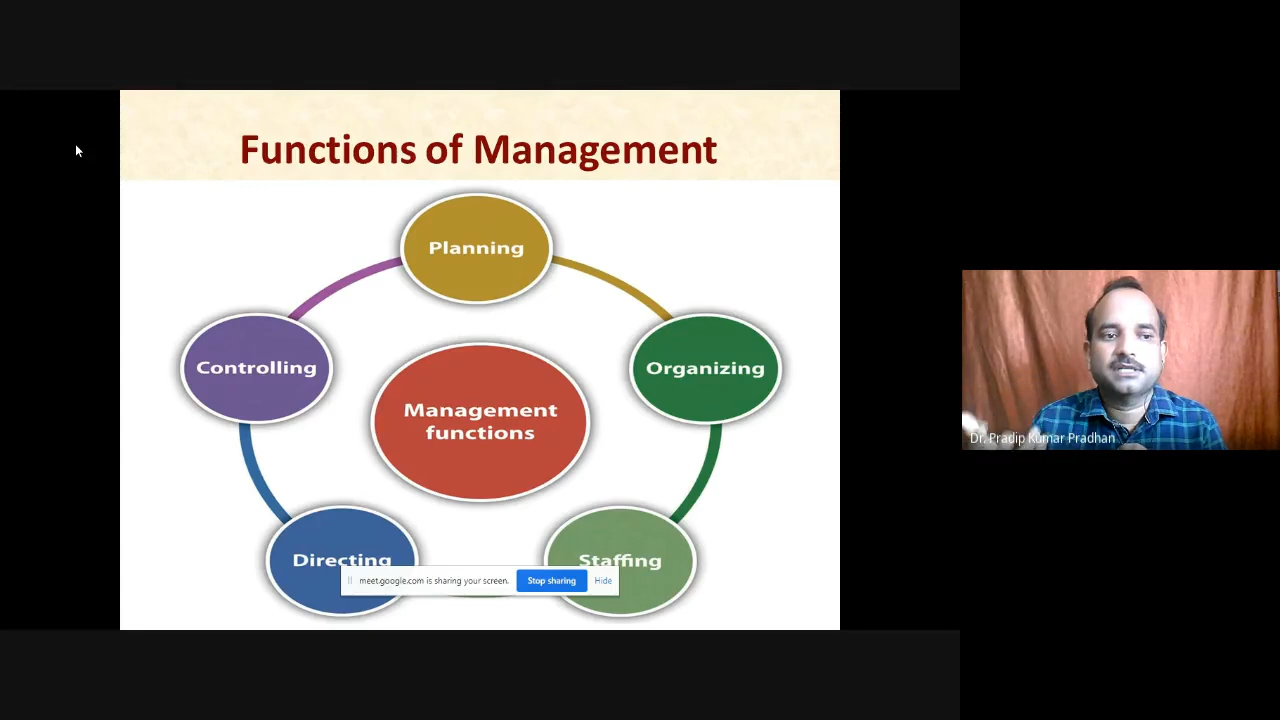 Functions of Management
Planning
Controlling
Organizing
Management
functions
Directing
Staffing
meet.google.com is sharing your screen.
Stop sharing
Hide
Dr. Pradip Kumar Pradhan